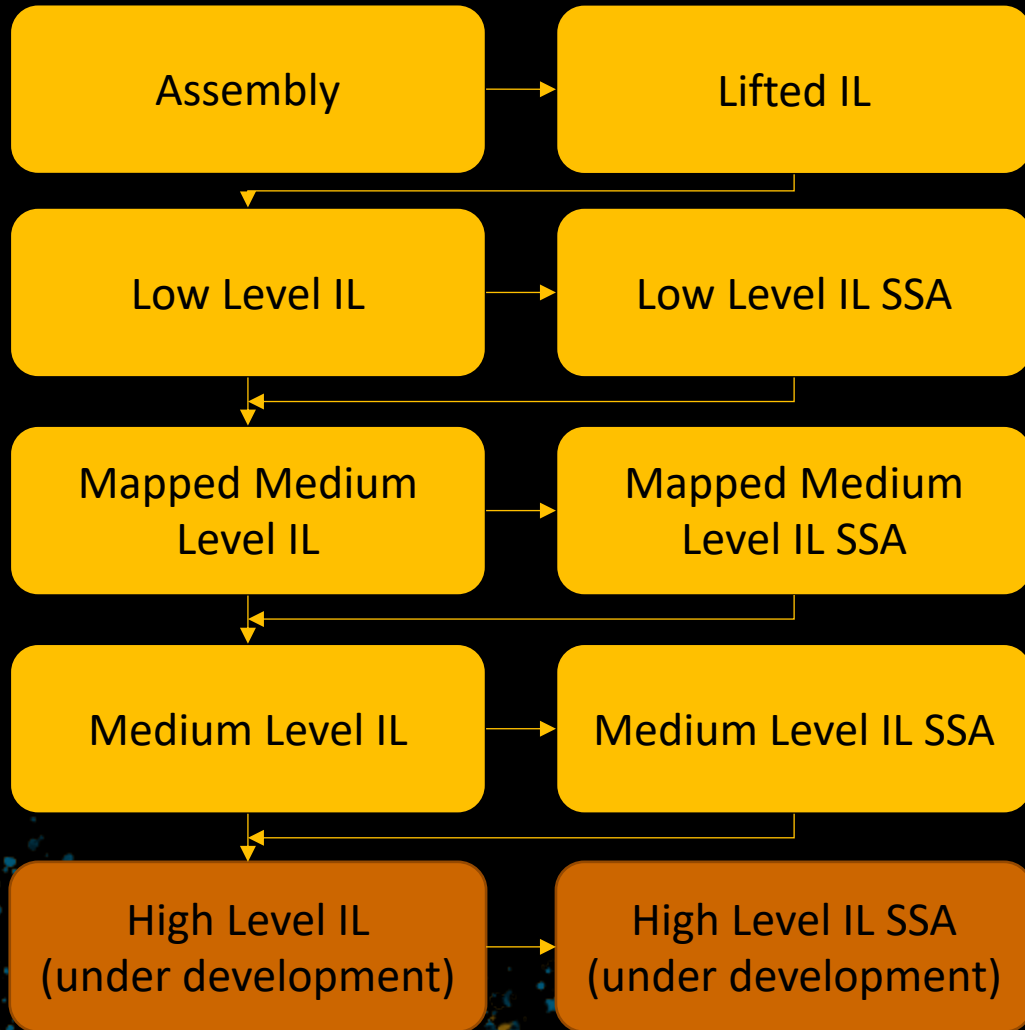 Assembly
Lifted IL
Low Level IL
Low Level IL SSA
Mapped Medium
Level IL
Mapped Medium
Level IL SSA
Medium Level IL
Medium Level IL SSA
High Level IL
(under development)
High Level IL SSA
(under development)